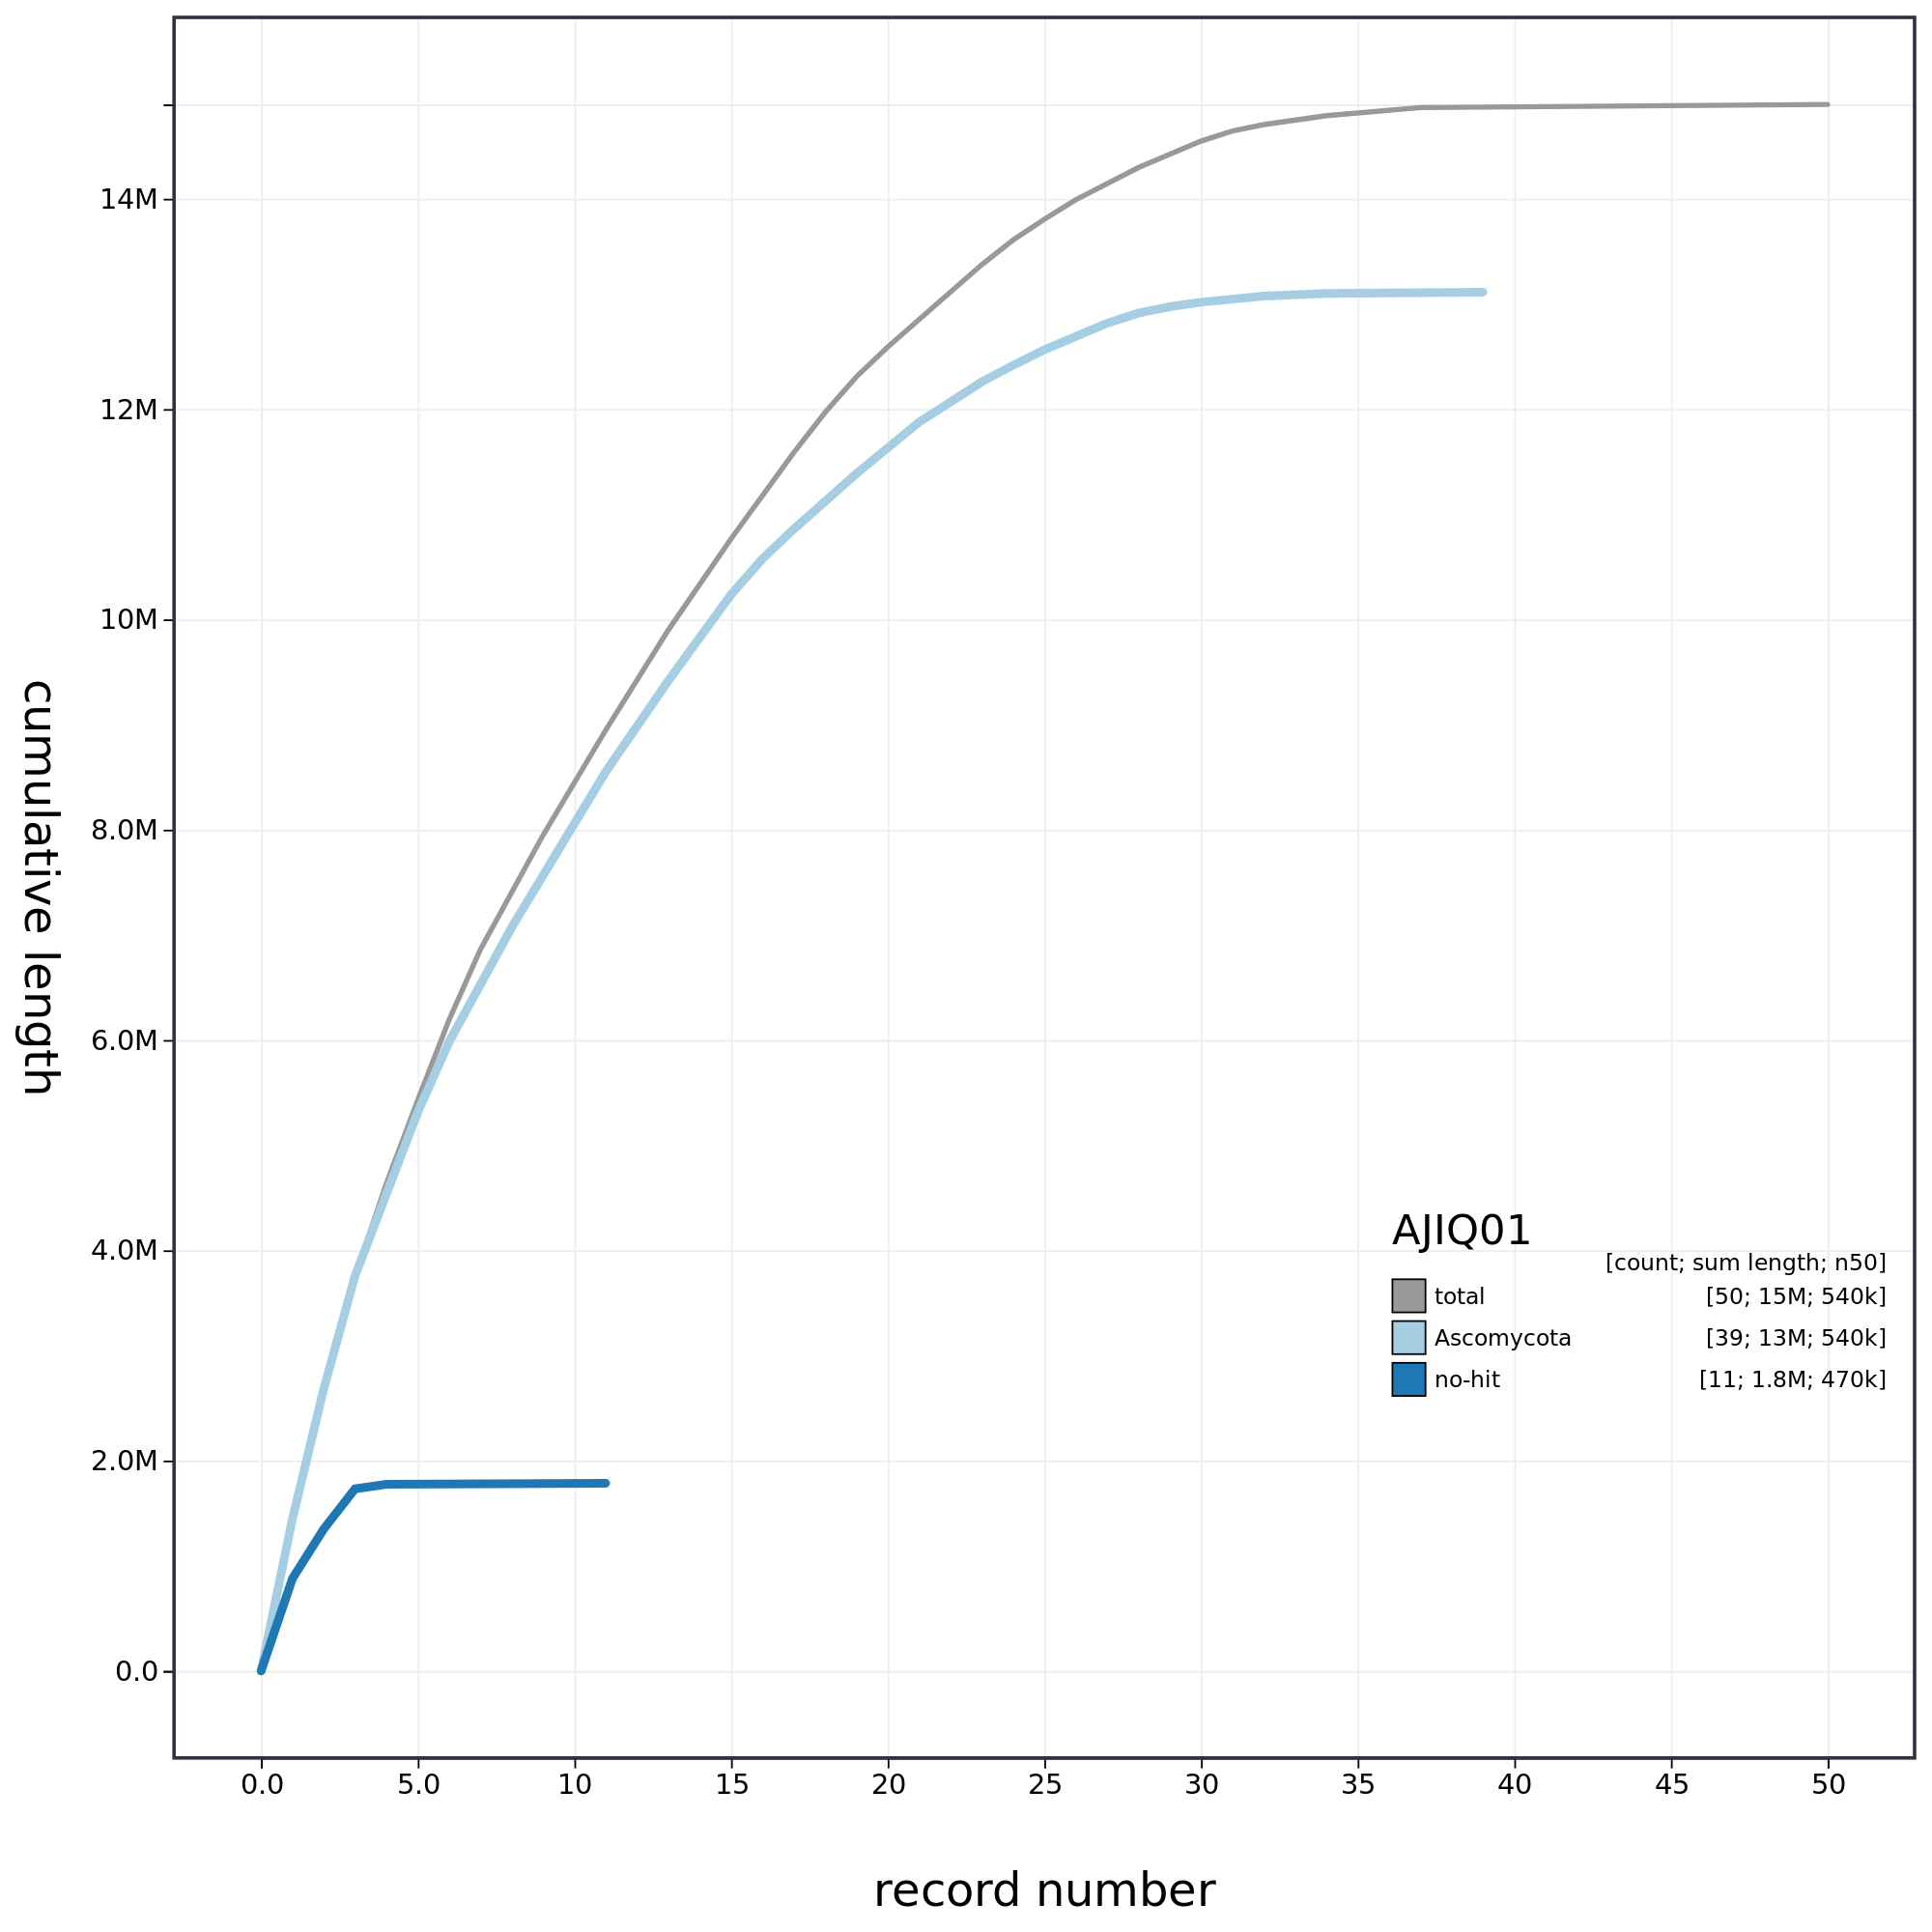 cumulative length
14M
12M
10M
8.0M
6.0M
4.0M
2.0M
0.0
AJIQ01
[count; sum length; n50]
total [50; 15M; 540k]
Ascomycota [39; 13M; 540k]
no-hit [11; 1.8M; 470k]
0.0 5.0 10 15 20 25 30 35 40 45 50
record number